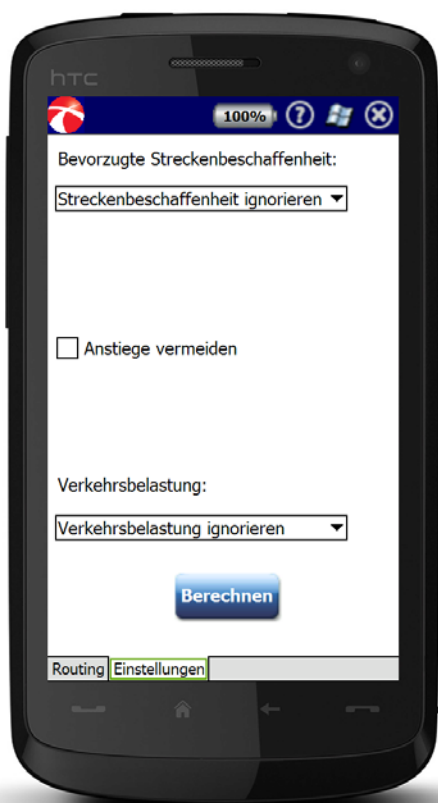 hTC
100%
?
Bevorzugte Streckenbeschaffenheit:
Streckenbeschaffenheit ignorieren
Anstiege vermeiden
Verkehrsbelastung:
Verkehrsbelastung ignorieren
Berechnen
Routing Einstellungen